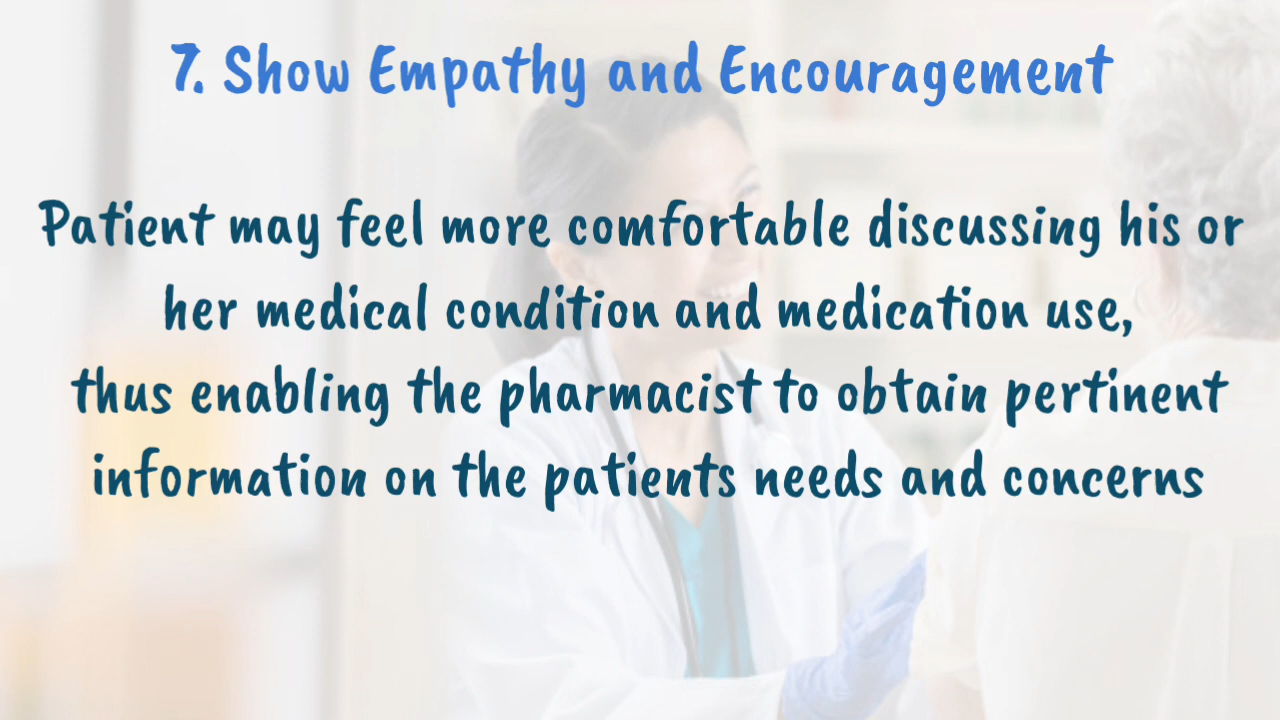 7. Show Empathy and Encouragement
Patient may feel more comfortable discussing his or
her medical condition and medication use,
thus enabling the pharmacist to obtain pertinent
information on the patients needs and concerns